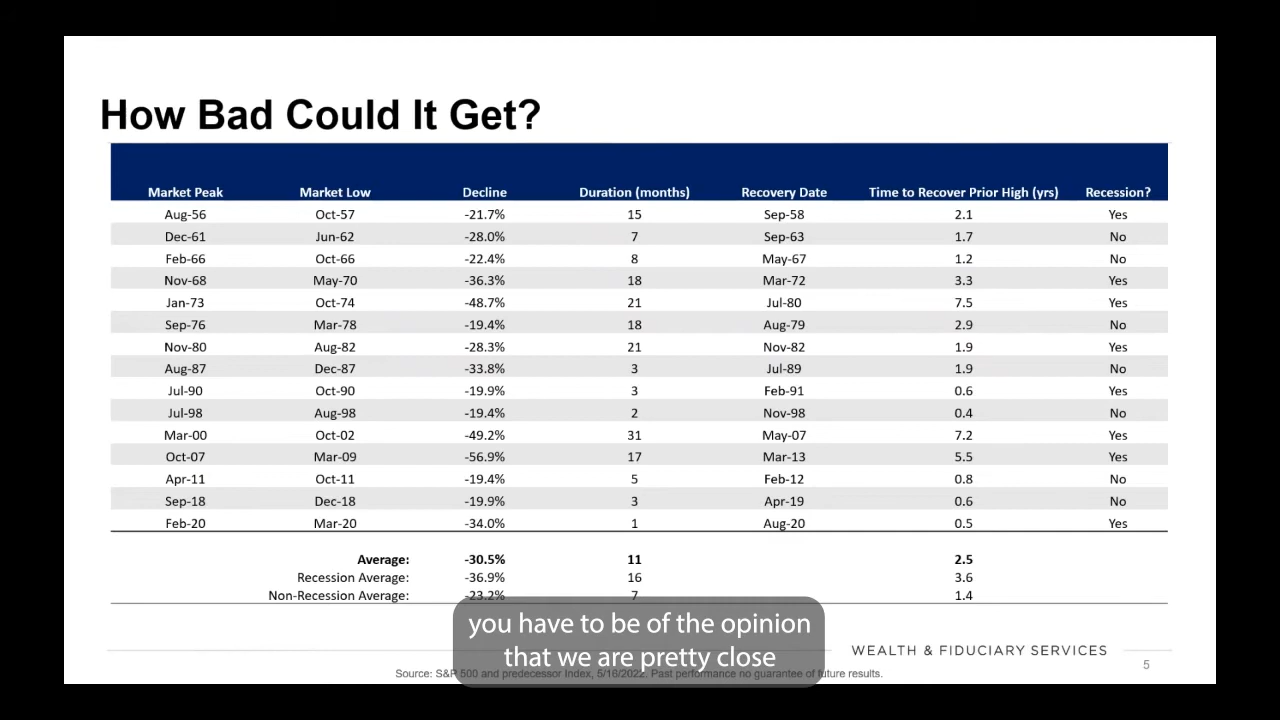 How Bad Could It Get?
Market Peak Market Low Decline Duration (months) Recovery Date Time to Recover Prior High (yrs) Recession?
Aug-56 Oct-57 -21.7% 15 Sep-58 2.1 Yes
Dec-61 Jun-62 -28.0% 7 Sep-63 1.7 No
Feb-66 Oct-66 -22.4% 8 May-67 1.2 No
Nov-68 May-70 -36.3% 18 Mar-72 3.3 Yes
Jan-73 Oct-74 -48.7% 21 Jul-80 7.5 Yes
Sep-76 Mar-78 -19.4% 18 Aug-79 2.9 No
Nov-80 Aug-82 -28.3% 21 Nov-82 1.9 Yes
Aug-87 Dec-87 -33.8% 3 Jul-89 1.9 No
Jul-90 Oct-90 -19.9% 3 Feb-91 0.6 Yes
Jul-98 Aug-98 -19.4% 2 Nov-98 0.4 No
Mar-00 Oct-02 -49.2% 31 May-07 7.2 Yes
Oct-07 Mar-09 -56.9% 17 Mar-13 5.5 Yes
Apr-11 Oct-11 -19.4% 5 Feb-12 0.8 No
Sep-18 Dec-18 -19.9% 3 Apr-19 0.6 No
Feb-20 Mar-20 -34.0% 1 Aug-20 0.5 Yes
Average: -30.5% 11 2.5
Recession Average: -36.9% 16 3.6
Non-Recession Average: -23.2% 7 1.4
you have to be of the opinion
that we are pretty close
WEALTH & FIDUCIARY SERVICES
5
Source: S&P 500 and predecessor Index, 5/16/2022. Past performance no guarantee of future results.